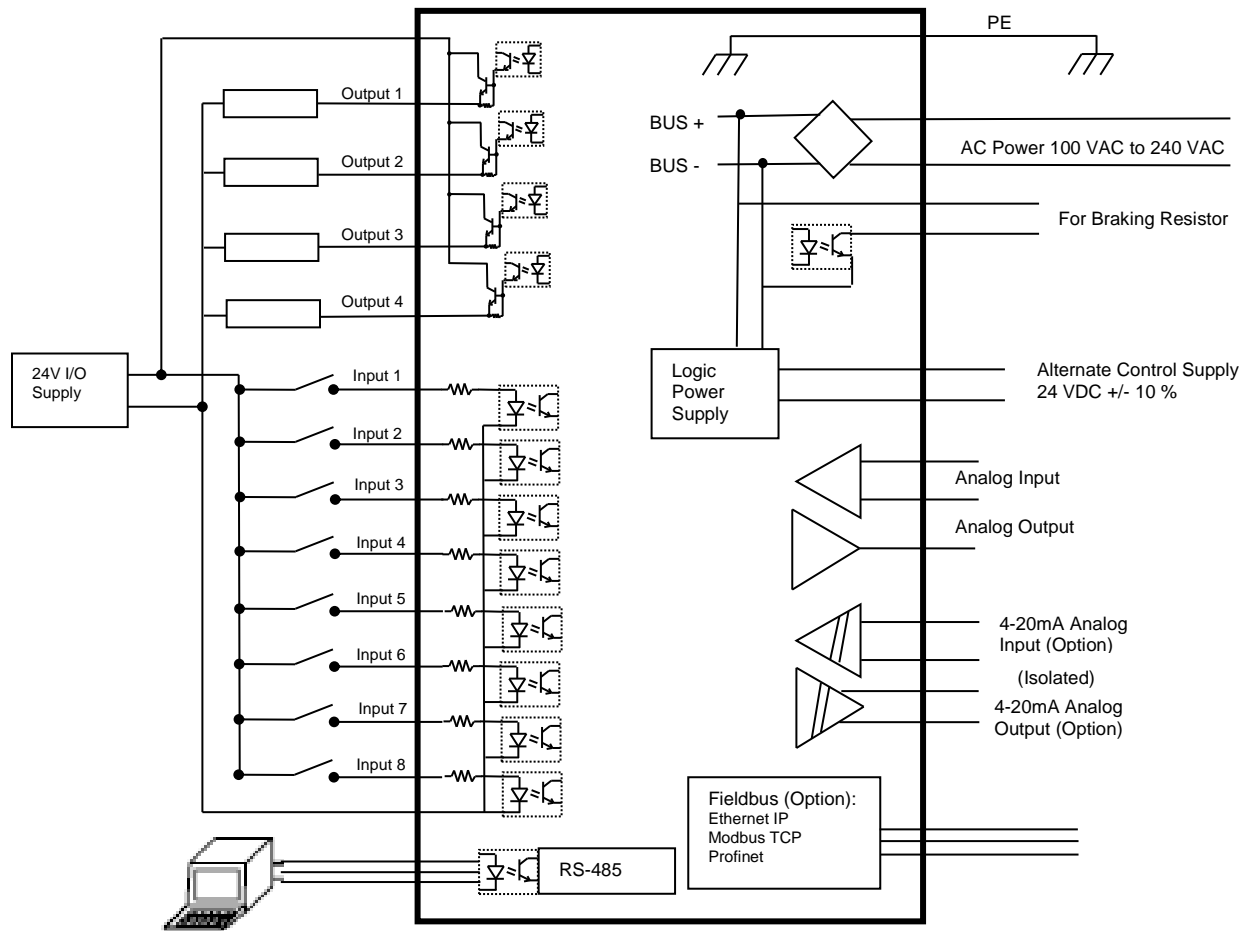 PE
Output 1
BUS +
AC Power 100 VAC to 240 VAC
Output 2
BUS -
For Braking Resistor
Output 3
Output 4
24V I/O
Supply
Input 1
Logic
Power
Supply
Alternate Control Supply
24 VDC +/- 10 %
Input 2
Input 3
Analog Input
Analog Output
Input 4
Input 5
4-20mA Analog
Input (Option)
Input 6
(Isolated)
Input 7
4-20mA Analog
Output (Option)
Input 8
Fieldbus (Option):
Ethernet IP
Modbus TCP
Profinet
RS-485